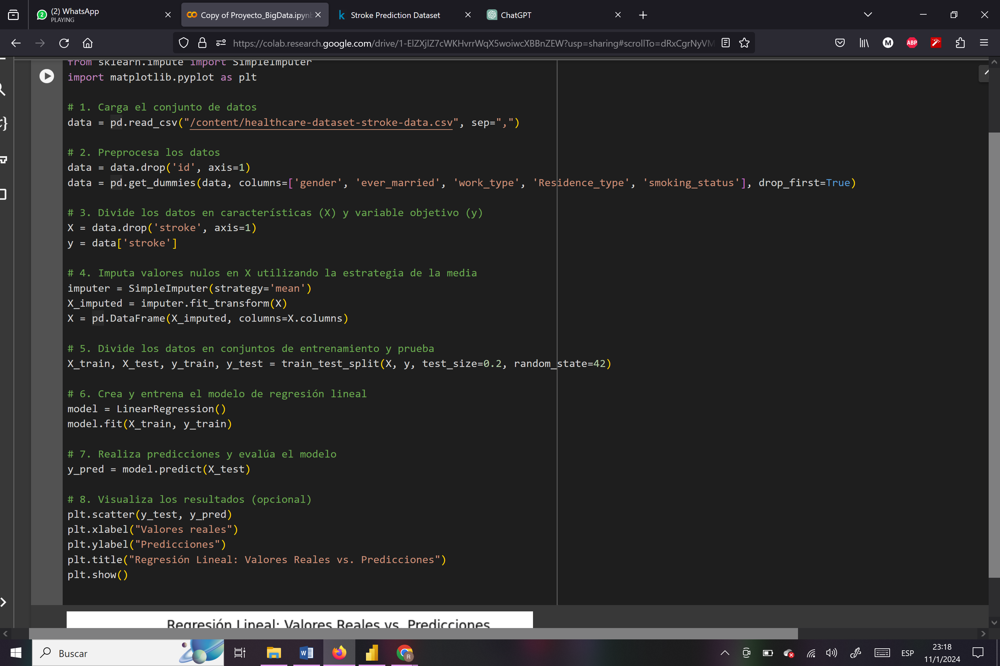 (2) WhatsApp
PLAYING
Copy of Proyecto_BigData.ipynb
Stroke Prediction Dataset
ChatGPT
https://colab.research.google.com/drive/1-ElZXjlZ7cWKHvrrWqX5woiwcXBBnZEW?usp=sharing#scrollTo=dRxCgrNyVM
M
ABP
from sklearn.impute import SimpleImputer
import matplotlib.pyplot as plt
# 1. Carga el conjunto de datos
data = pd.read_csv("/content/healthcare-dataset-stroke-data.csv", sep=",")
# 2. Preprocesa los datos
data = data.drop('id', axis=1)
data = pd.get_dummies(data, columns=['gender', 'ever_married', 'work_type', 'Residence_type', 'smoking_status'], drop_first=True)
# 3. Divide los datos en características (X) y variable objetivo (y)
X = data.drop('stroke', axis=1)
y = data['stroke']
# 4. Imputa valores nulos en X utilizando la estrategia de la media
imputer = SimpleImputer(strategy='mean')
X_imputed = imputer.fit_transform(X)
X = pd.DataFrame(X_imputed, columns=X.columns)
# 5. Divide los datos en conjuntos de entrenamiento y prueba
X_train, X_test, y_train, y_test = train_test_split(X, y, test_size=0.2, random_state=42)
# 6. Crea y entrena el modelo de regresión lineal
model = LinearRegression()
model.fit(X_train, y_train)
# 7. Realiza predicciones y evalúa el modelo
y_pred = model.predict(X_test)
# 8. Visualiza los resultados (opcional)
plt.scatter(y_test, y_pred)
plt.xlabel("Valores reales")
plt.ylabel("Predicciones")
plt.title("Regresión Lineal: Valores Reales vs. Predicciones")
plt.show()
Regresión Lineal: Valores Reales vs. Predicciones
Buscar
ESP
23:18
11/1/2024